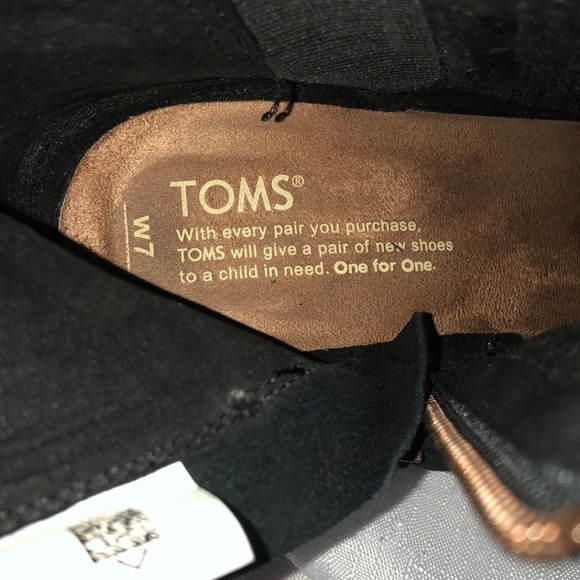 TOMS®
With every pair you purchase,
TOMS will give a pair of new shoes
to a child in need. One for One.
W7